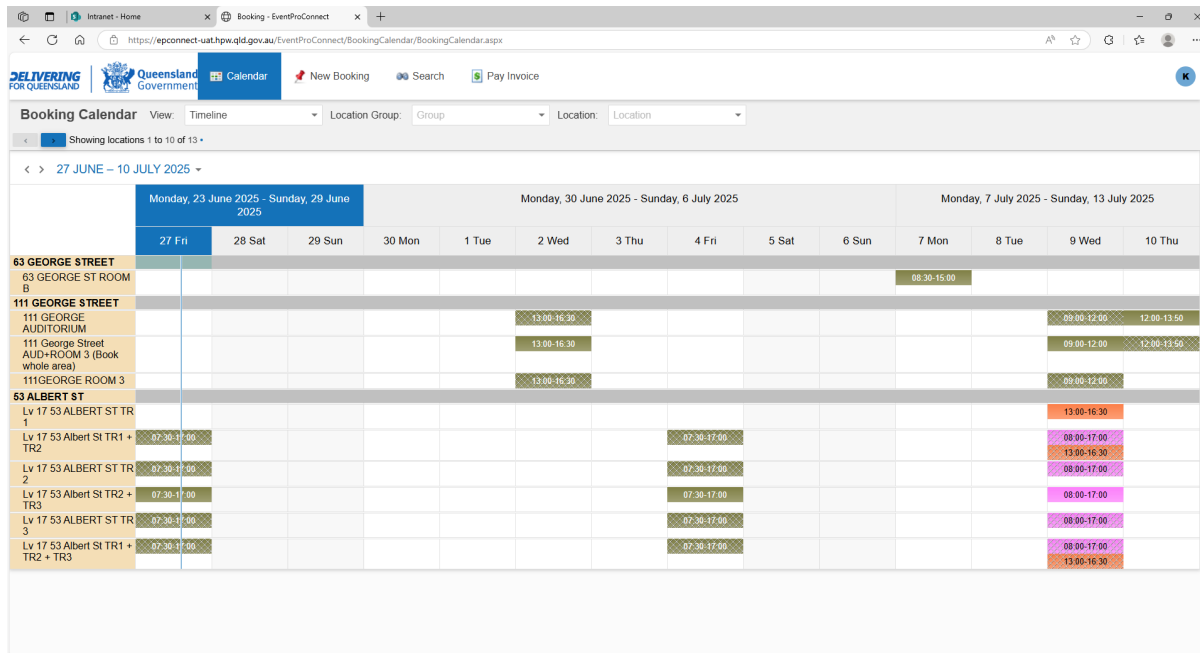 Intranet - Home
Booking - EventProConnect
https://epconnect-uat.hpw.qld.gov.au/EventProConnect/BookingCalendar/BookingCalendar.aspx
DELIVERING
FOR QUEENSLAND
Queensland
Government
Calendar
New Booking
Search
$ Pay Invoice
K
Booking Calendar View: Timeline Location Group: Group Location: Location
Showing locations 1 to 10 of 13
27 JUNE – 10 JULY 2025
Monday, 23 June 2025 - Sunday, 29 June
2025
Monday, 30 June 2025 - Sunday, 6 July 2025
Monday, 7 July 2025 - Sunday, 13 July 2025
27 Fri 28 Sat 29 Sun 30 Mon 1 Tue 2 Wed 3 Thu 4 Fri 5 Sat 6 Sun 7 Mon 8 Tue 9 Wed 10 Thu
63 GEORGE STREET
63 GEORGE ST ROOM
B
08:30-15:00
111 GEORGE STREET
111 GEORGE
AUDITORIUM
13:00-16:30 09:00-12:00 12:00-13:50
111 George Street
AUD+ROOM 3 (Book
whole area)
13:00-16:30 09:00-12:00 12:00-13:50
111GEORGE ROOM 3
13:00-16:30 09:00-12:00
53 ALBERT ST
Lv 17 53 ALBERT ST TR
1
13:00-16:30
Lv 17 53 Albert St TR1 +
TR2
07:30-17:00 07:30-17:00 08:00-17:00
13:00-16:30
Lv 17 53 ALBERT ST TR
2
07:30-17:00 07:30-17:00 08:00-17:00
Lv 17 53 Albert St TR2 +
TR3
07:30-17:00 07:30-17:00 08:00-17:00
Lv 17 53 ALBERT ST TR
3
07:30-17:00 07:30-17:00 08:00-17:00
Lv 17 53 Albert St TR1 +
TR2 + TR3
07:30-17:00 07:30-17:00 08:00-17:00
13:00-16:30